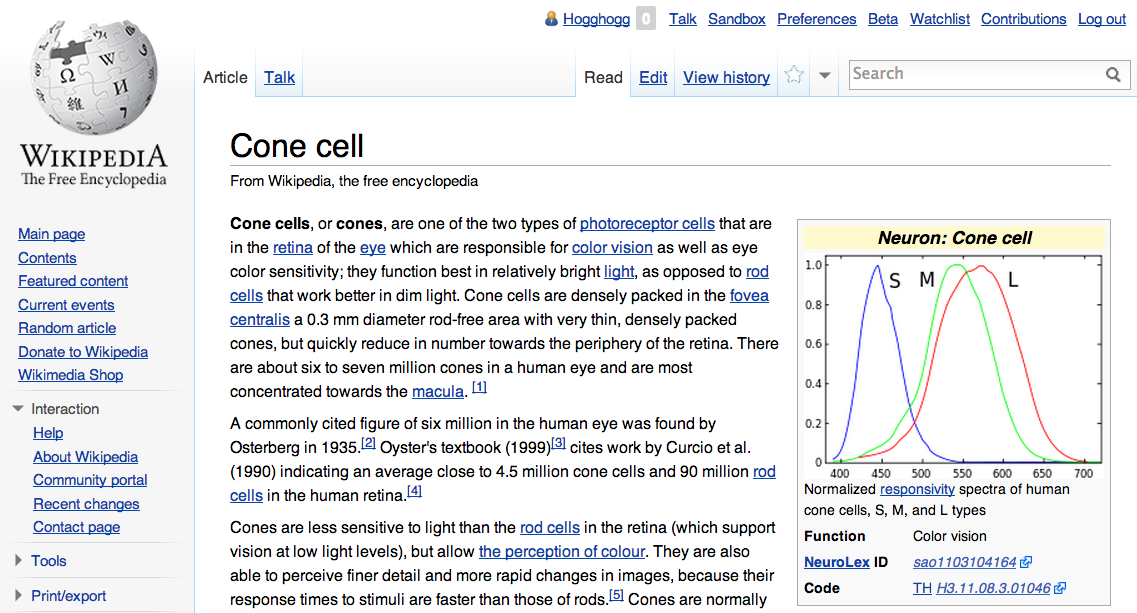 Hogghogg 0 Talk Sandbox Preferences Beta Watchlist Contributions Log out
Article Talk Read Edit View history Search
Ω W И 維 7
WIKIPEDIA
The Free Encyclopedia
Main page
Contents
Featured content
Current events
Random article
Donate to Wikipedia
Wikimedia Shop
Interaction
Help
About Wikipedia
Community portal
Recent changes
Contact page
Tools
Print/export
Cone cell
From Wikipedia, the free encyclopedia
Cone cells, or cones, are one of the two types of photoreceptor cells that are
in the retina of the eye which are responsible for color vision as well as eye
color sensitivity; they function best in relatively bright light, as opposed to rod
cells that work better in dim light. Cone cells are densely packed in the fovea
centralis a 0.3 mm diameter rod-free area with very thin, densely packed
cones, but quickly reduce in number towards the periphery of the retina. There
are about six to seven million cones in a human eye and are most
concentrated towards the macula. [1]
A commonly cited figure of six million in the human eye was found by
Osterberg in 1935.[2] Oyster's textbook (1999)[3] cites work by Curcio et al.
(1990) indicating an average close to 4.5 million cone cells and 90 million rod
cells in the human retina.[4]
Cones are less sensitive to light than the rod cells in the retina (which support
vision at low light levels), but allow the perception of colour. They are also
able to perceive finer detail and more rapid changes in images, because their
response times to stimuli are faster than those of rods.[5] Cones are normally
Neuron: Cone cell
S M L
1.0
0.8
0.6
0.4
0.2
0
400 450 500 550 600 650 700
Normalized responsivity spectra of human
cone cells, S, M, and L types
Function Color vision
NeuroLex ID sao1103104164
Code TH H3.11.08.3.01046